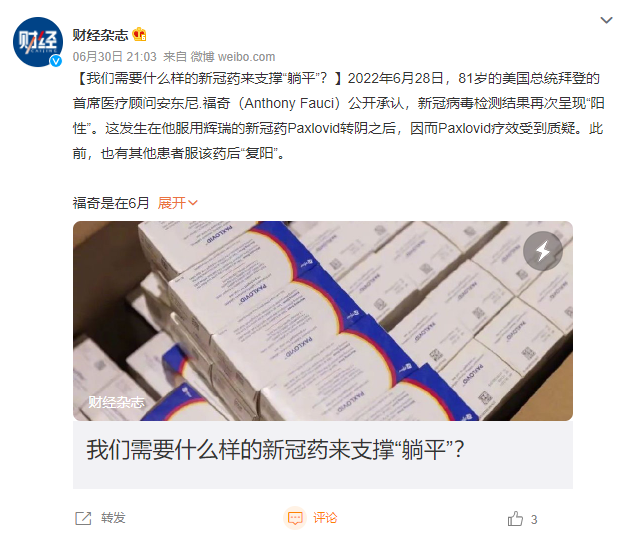 财经
CAIJING
财经杂志
06月30日 21:03 来自 微博 weibo.com
【我们需要什么样的新冠药来支撑“躺平”？】2022年6月28日，81岁的美国总统拜登的
首席医疗顾问安东尼.福奇（Anthony Fauci）公开承认，新冠病毒检测结果再次呈现“阳
性”。这发生在他服用辉瑞的新冠药Paxlovid转阴之后，因而Paxlovid疗效受到质疑。此
前，也有其他患者服该药后“复阳”。
福奇是在6月 展开
PAXLOVID
PAXLOVID
PAXLOVID
PAXLOVID
财经杂志
我们需要什么样的新冠药来支撑“躺平”？
转发 评论 3